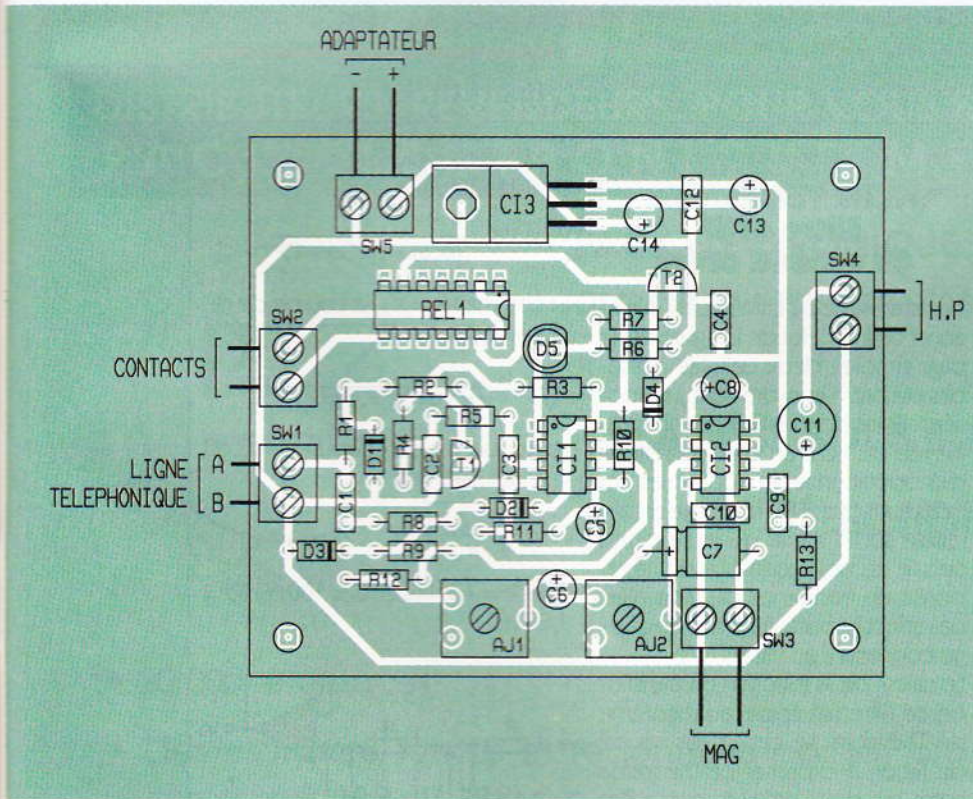 ADAPTATEUR
- +
CI3
C12
+
C13
+
C14
SW5
T2
SW4
REL1
SW2
R7
C4
H.P
D5
R6
CONTACTS
R2
R3
D4
+C8
R1
R5
C11
+
SW1
D1
R4
C2
T1
C3
CI1
R10
CI2
LIGNE
TELEPHONIQUE
A
B
C1
D2
C10
C9
R8
R11
+
C5
D3
R9
+
C7
R13
R12
+
C6
AJ1
AJ2
SW3
MAG